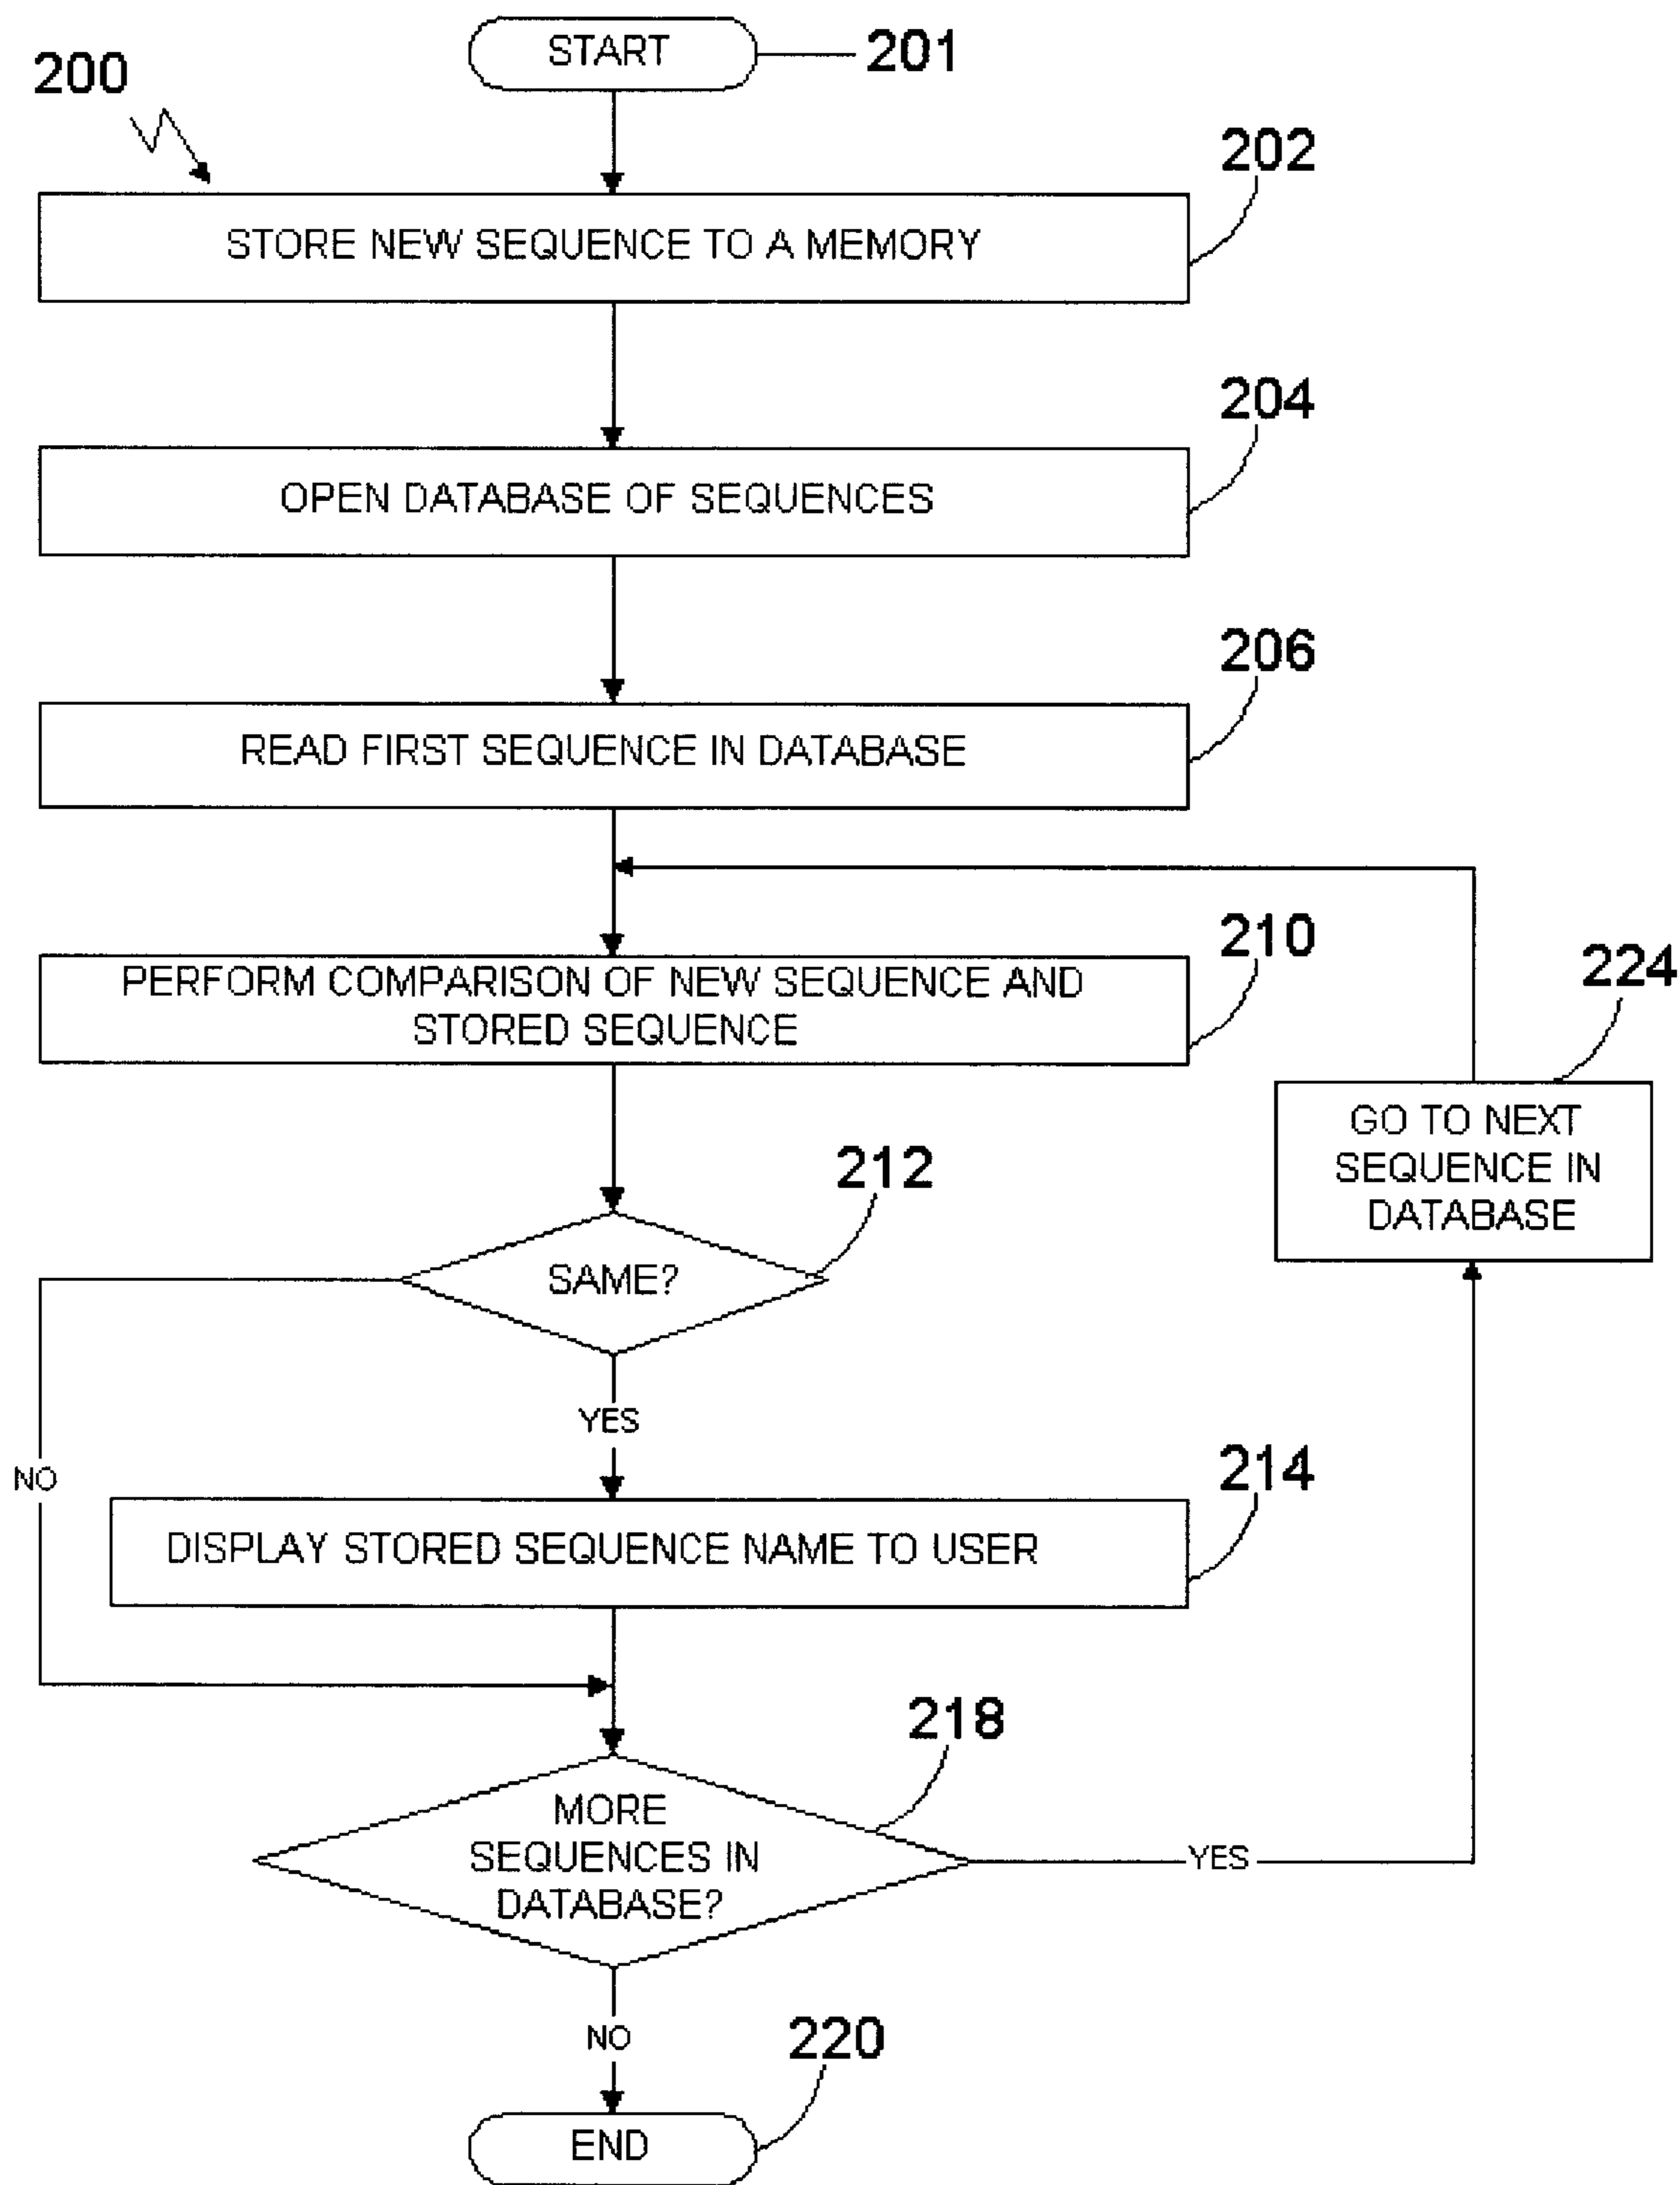 START
201
200
202
STORE NEW SEQUENCE TO A MEMORY
204
OPEN DATABASE OF SEQUENCES
206
READ FIRST SEQUENCE IN DATABASE
210
PERFORM COMPARISON OF NEW SEQUENCE AND
STORED SEQUENCE
224
GO TO NEXT
SEQUENCE IN
DATABASE
212
SAME?
YES
NO
214
DISPLAY STORED SEQUENCE NAME TO USER
218
MORE
SEQUENCES IN
DATABASE?
YES
NO
220
END